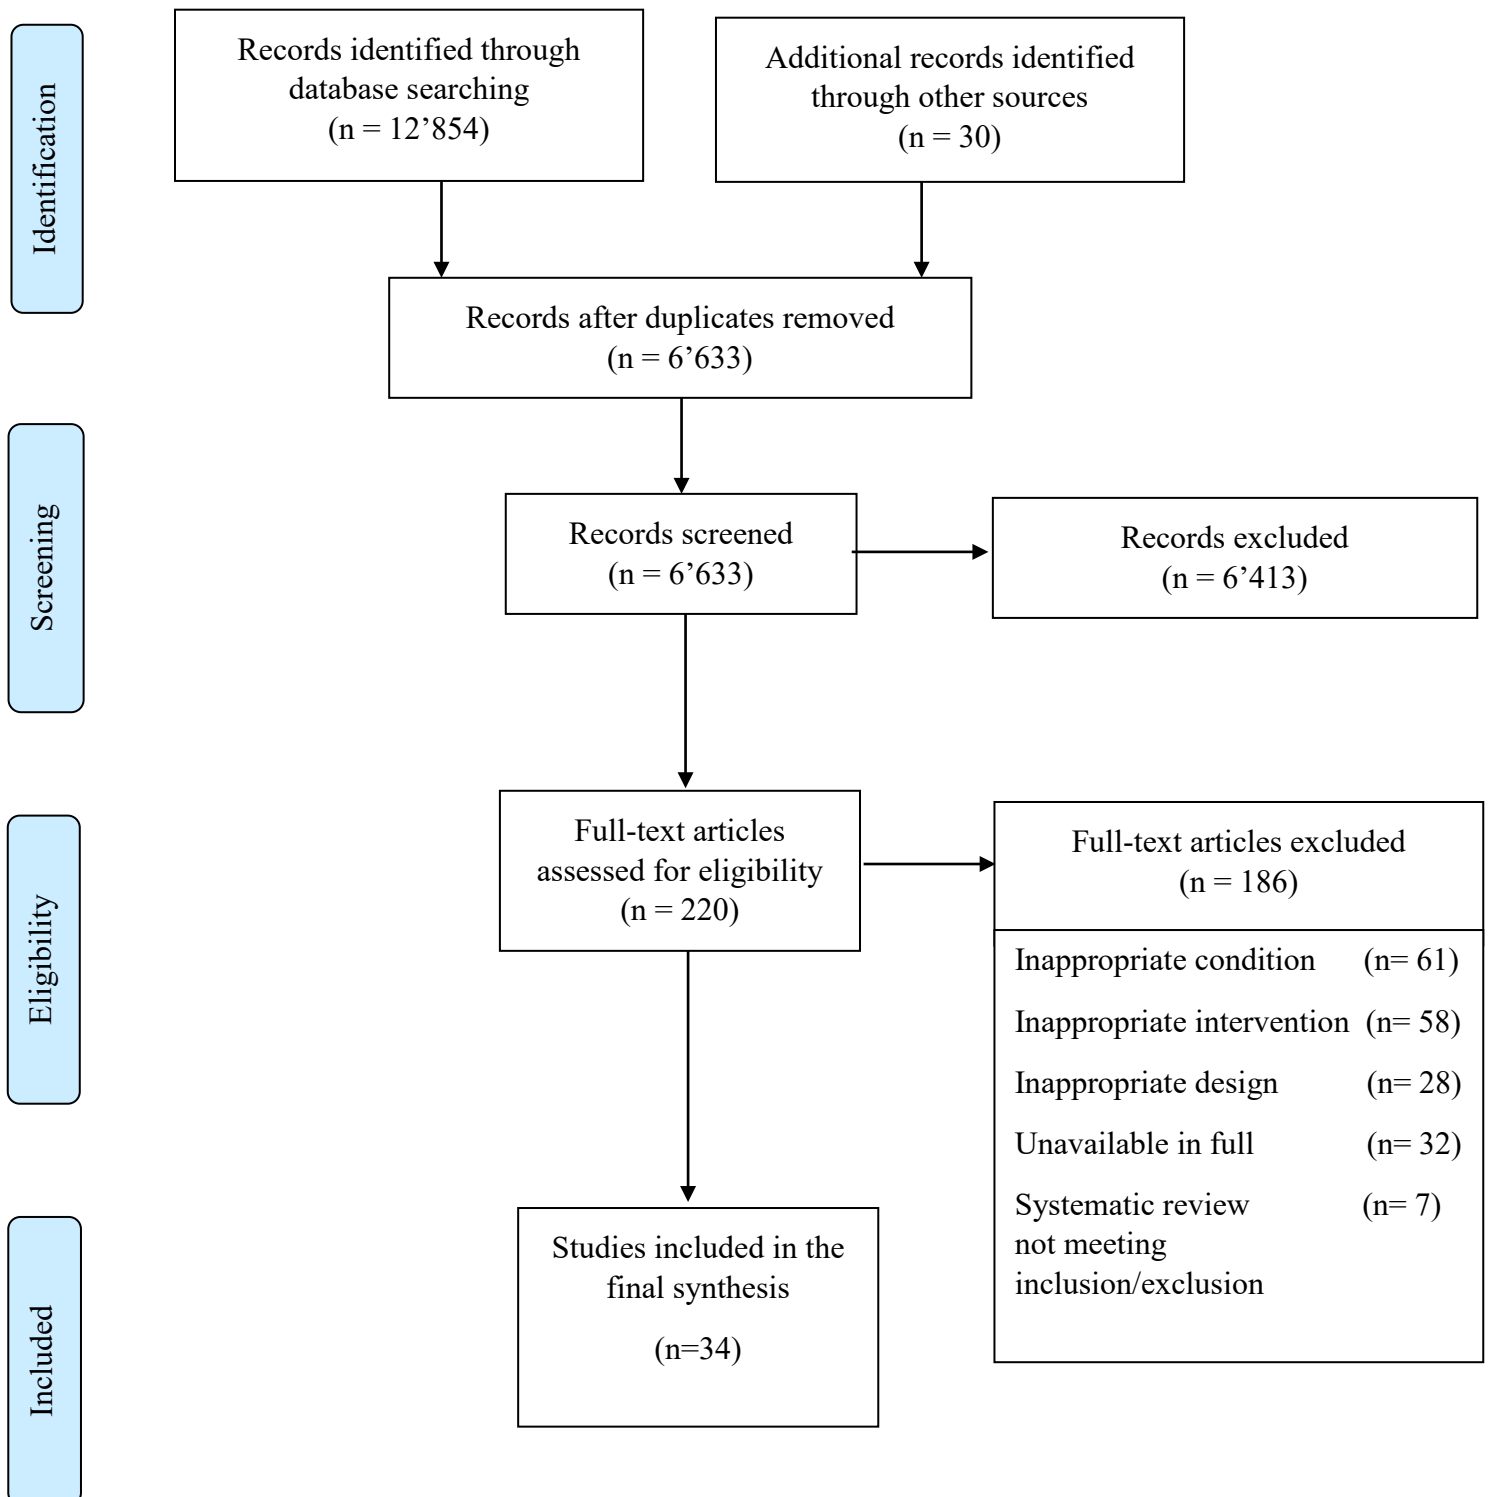 Identification
Records identified through
database searching
(n = 12’854)
Additional records identified
through other sources
(n = 30)
Records after duplicates removed
(n = 6’633)
Screening
Records screened
(n = 6’633)
Records excluded
(n = 6’413)
Eligibility
Full-text articles
assessed for eligibility
(n = 220)
Full-text articles excluded
(n = 186)
Inappropriate condition (n= 61)
Inappropriate intervention (n= 58)
Inappropriate design (n= 28)
Unavailable in full (n= 32)
Systematic review (n= 7)
not meeting
inclusion/exclusion
Included
Studies included in the
final synthesis
(n=34)